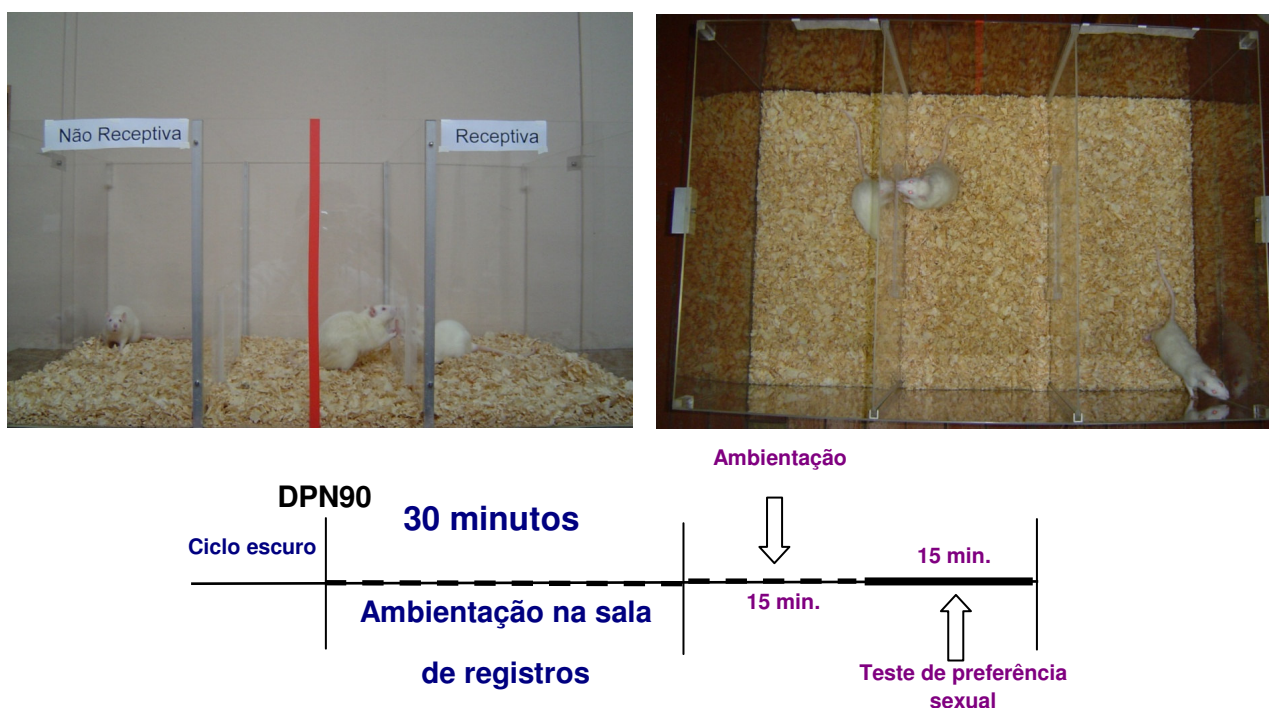 Não Receptiva
Receptiva
Ambientação
DPN90
30 minutos
Ciclo escuro
15 min.
15 min.
Ambientação na sala
de registros
Teste de preferência
sexual